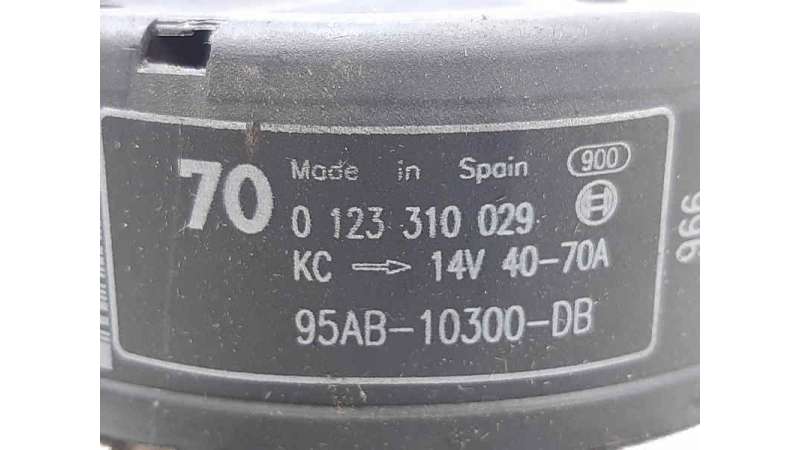 70
Made in Spain 900
0 123 310 029
KC → 14V 40-70A
95AB-10300-DB
996